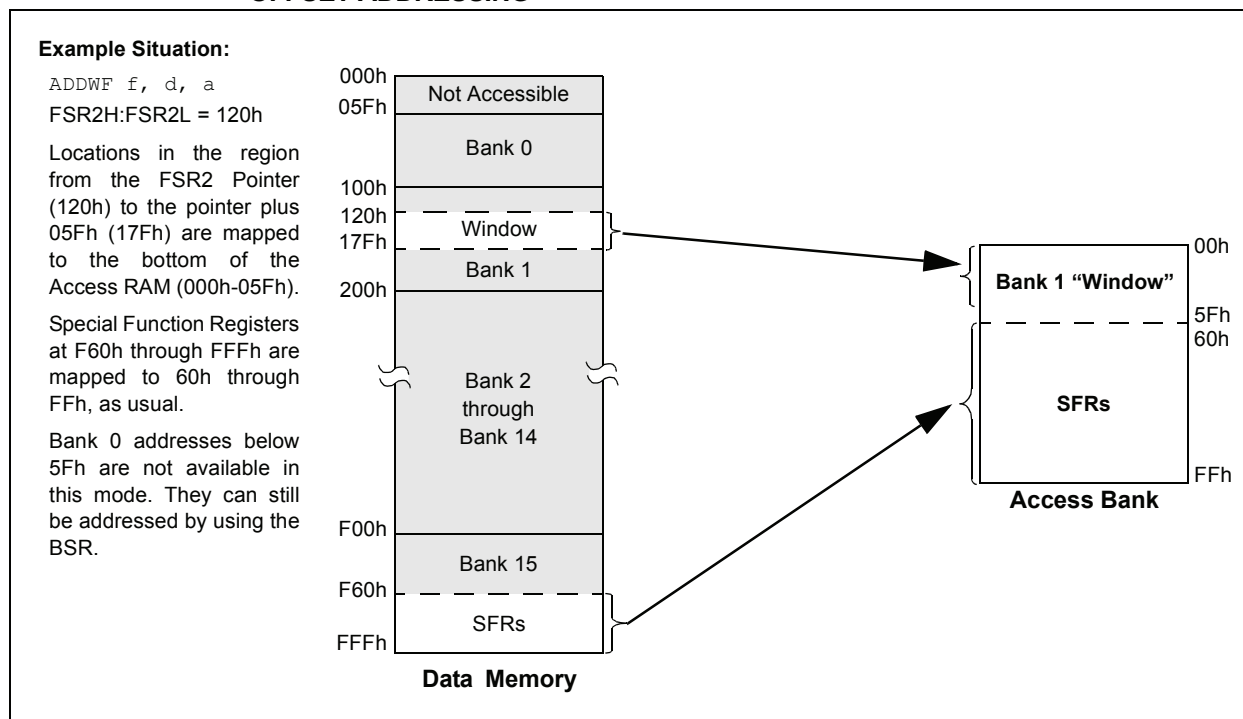 OFFSET ADDRESSING
Example Situation:
ADDWF f, d, a
FSR2H:FSR2L = 120h
Locations in the region
from the FSR2 Pointer
(120h) to the pointer plus
05Fh (17Fh) are mapped
to the bottom of the
Access RAM (000h-05Fh).
Special Function Registers
at F60h through FFFh are
mapped to 60h through
FFh, as usual.
Bank 0 addresses below
5Fh are not available in
this mode. They can still
be addressed by using the
BSR.
000h
Not Accessible
05Fh
Bank 0
100h
120h
Window
17Fh
Bank 1
200h
Bank 2
through
Bank 14
F00h
Bank 15
F60h
SFRs
FFFh
Data Memory
00h
Bank 1 “Window”
5Fh
60h
SFRs
FFh
Access Bank